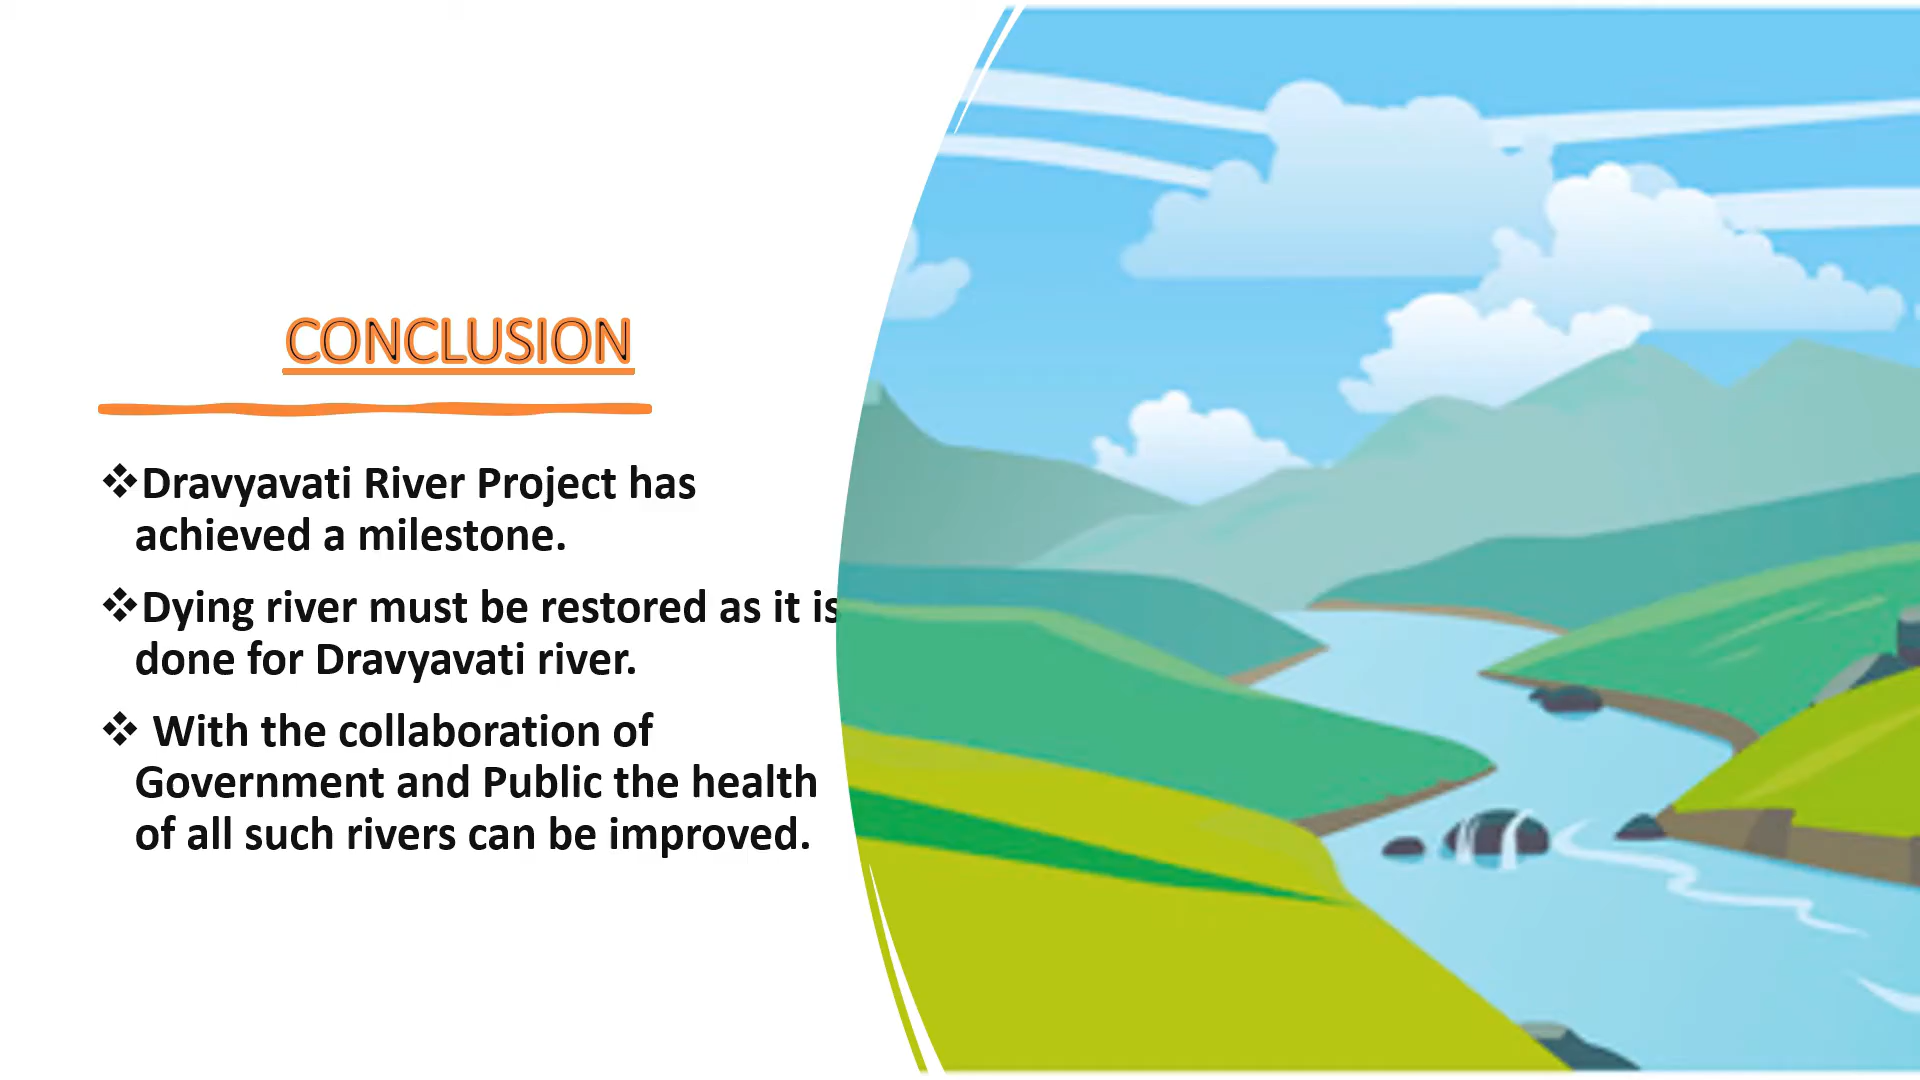 CONCLUSION
❖Dravyavati River Project has
achieved a milestone.
❖Dying river must be restored as it is
done for Dravyavati river.
❖ With the collaboration of
Government and Public the health
of all such rivers can be improved.